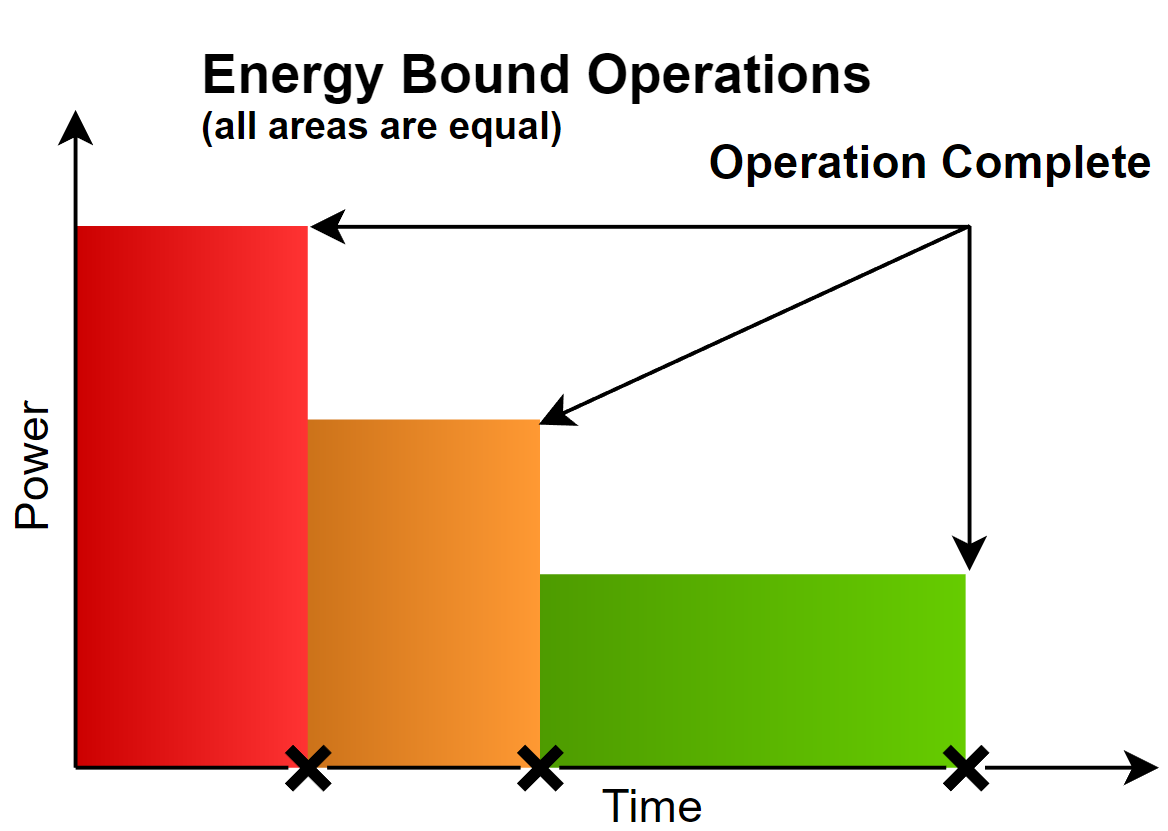 Energy Bound Operations
(all areas are equal)
Operation Complete
Power
Time